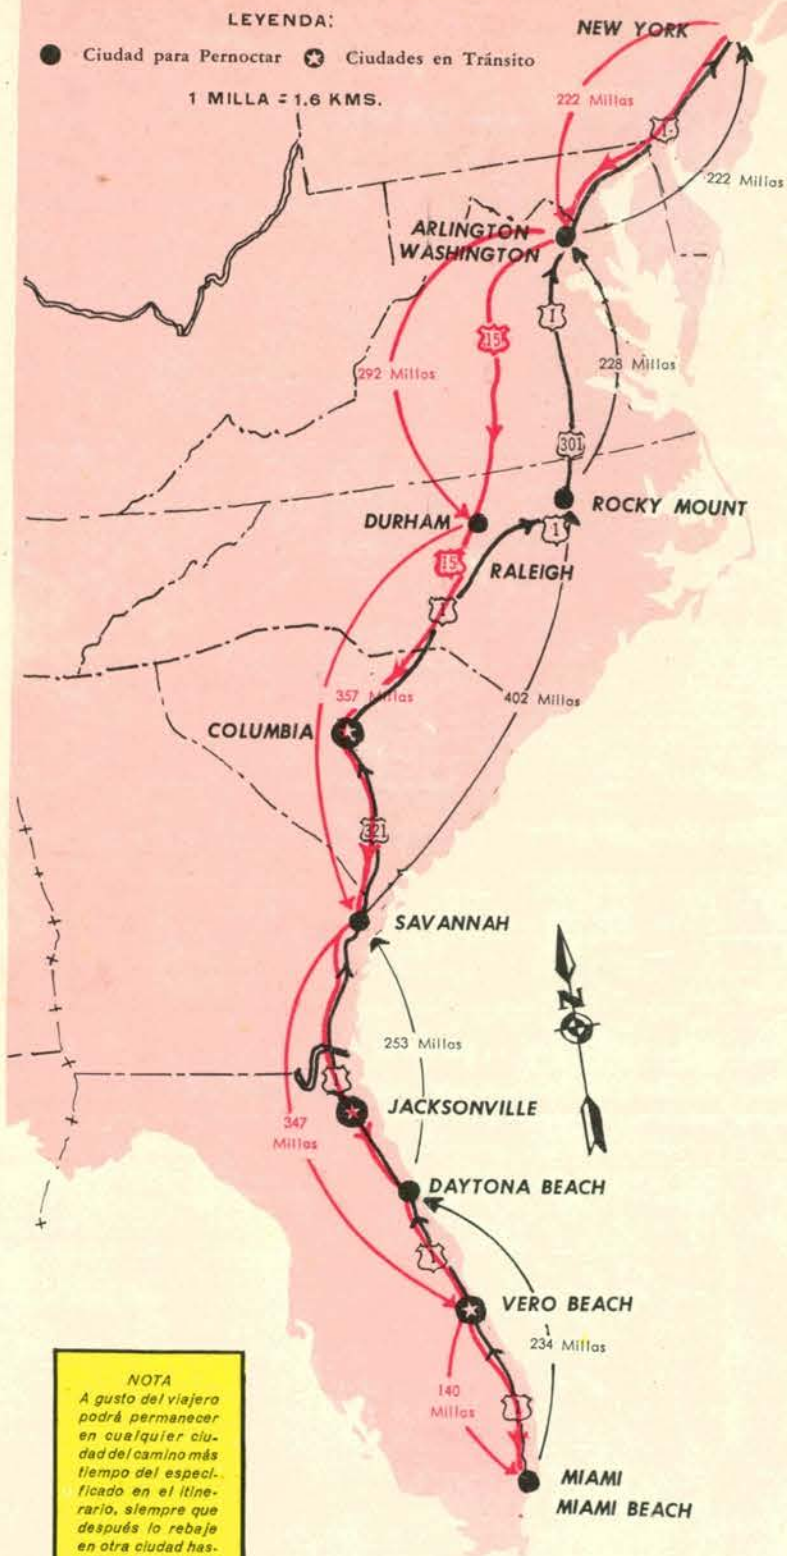 LEYENDA:
Ciudad para Pernoctar Ciudades en Tránsito
1 MILLA = 1.6 KMS.
NEW YORK
222 Millas
1
222 Millas
ARLINGTON
WASHINGTON
15
1
292 Millas
228 Millas
301
ROCKY MOUNT
DURHAM
1
15
RALEIGH
1
357 Millas
402 Millas
COLUMBIA
321
SAVANNAH
N
253 Millas
1
JACKSONVILLE
347
Millas
DAYTONA BEACH
1
VERO BEACH
234 Millas
140
Millas
1
MIAMI
MIAMI BEACH
NOTA
A gusto del viajero
podrá permanecer
en cualquier ciu-
dad del camino más
tiempo del especi-
ficado en el itine-
rario, siempre que
después lo rebaje
en otra ciudad has-